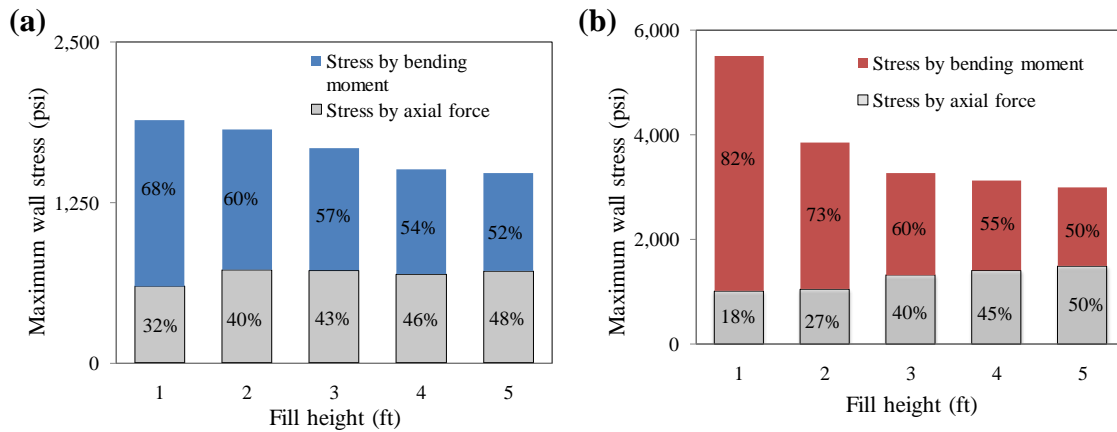 (a)
Maximum wall stress (psi)
2,500
1,250
0
Stress by bending
moment
Stress by axial force
68%
60%
57%
54%
52%
32%
40%
43%
46%
48%
1 2 3 4 5
Fill height (ft)
(b)
Maximum wall stress (psi)
6,000
4,000
2,000
0
Stress by bending moment
Stress by axial force
82%
73%
60%
55%
50%
18%
27%
40%
45%
50%
1 2 3 4 5
Fill height (ft)